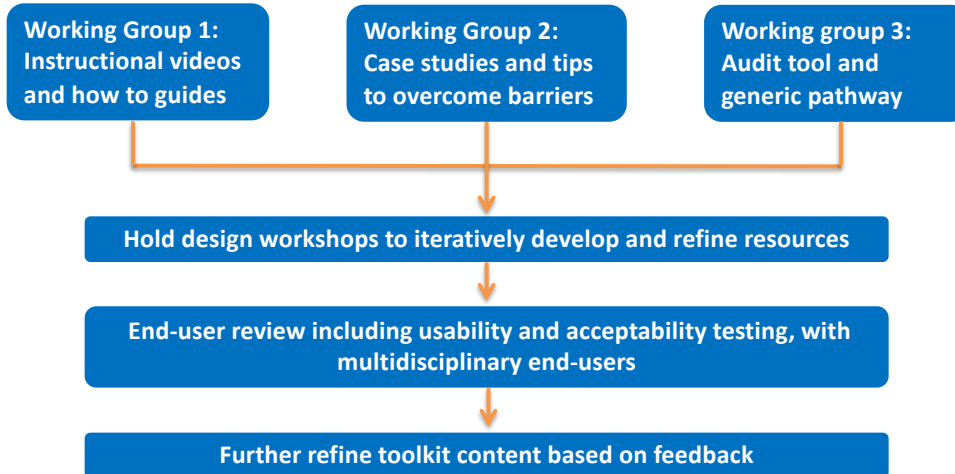 Working Group 1:
Instructional videos
and how to guides
Working Group 2:
Case studies and tips
to overcome barriers
Working group 3:
Audit tool and
generic pathway
Hold design workshops to iteratively develop and refine resources
End-user review including usability and acceptability testing, with
multidisciplinary end-users
Further refine toolkit content based on feedback